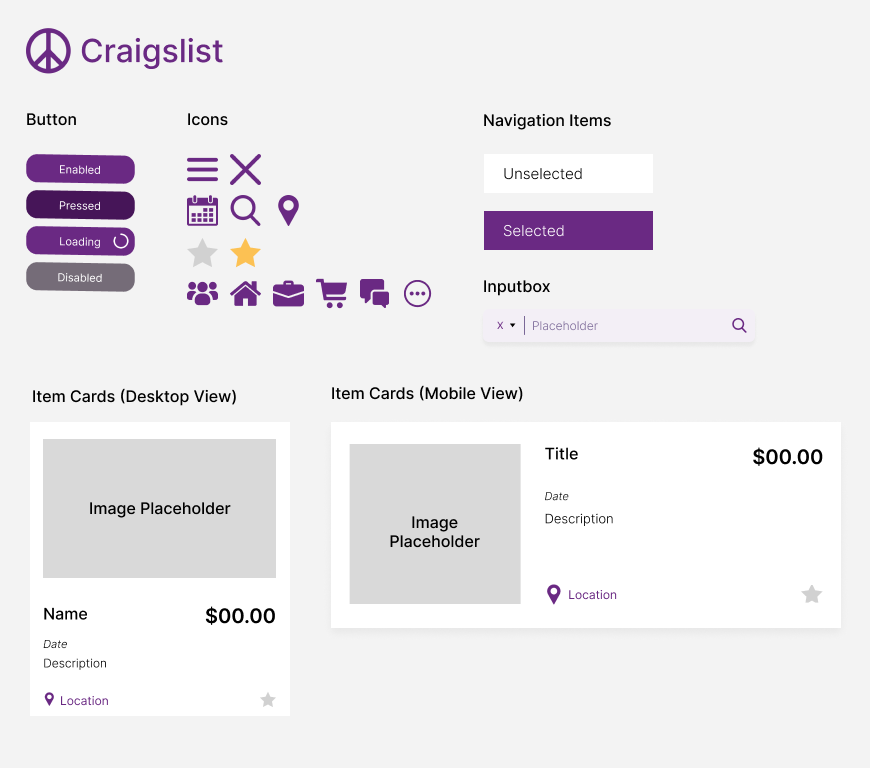 Craigslist
Button
Enabled
Pressed
Loading
Disabled
Icons
Navigation Items
Unselected
Selected
Inputbox
x
Placeholder
Item Cards (Desktop View)
Image Placeholder
Name
$00.00
Date
Description
Location
Item Cards (Mobile View)
Image
Placeholder
Title
$00.00
Date
Description
Location